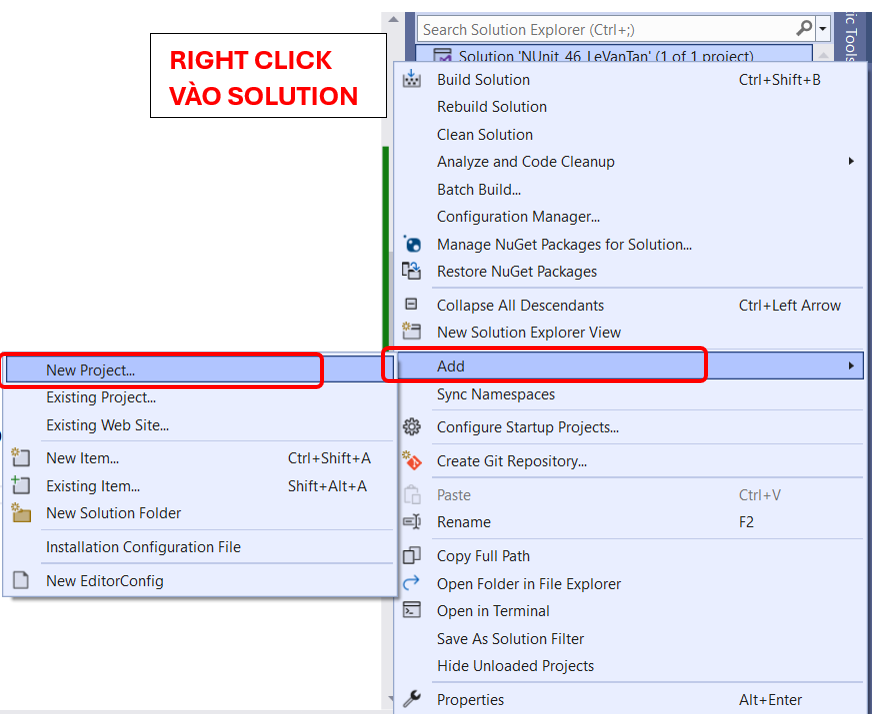 Search Solution Explorer (Ctrl+;)
ic Tools
Solution 'NUnit_46_LeVanTan' (1 of 1 project)
RIGHT CLICK
VÀO SOLUTION
Build Solution Ctrl+Shift+B
Rebuild Solution
Clean Solution
Analyze and Code Cleanup
Batch Build...
Configuration Manager...
Manage NuGet Packages for Solution...
Restore NuGet Packages
Collapse All Descendants Ctrl+Left Arrow
New Solution Explorer View
Add
Sync Namespaces
Configure Startup Projects...
Create Git Repository...
Paste Ctrl+V
Rename F2
Copy Full Path
Open Folder in File Explorer
Open in Terminal
Save As Solution Filter
Hide Unloaded Projects
Properties Alt+Enter
New Project...
Existing Project...
Existing Web Site...
New Item... Ctrl+Shift+A
Existing Item... Shift+Alt+A
New Solution Folder
Installation Configuration File
New EditorConfig